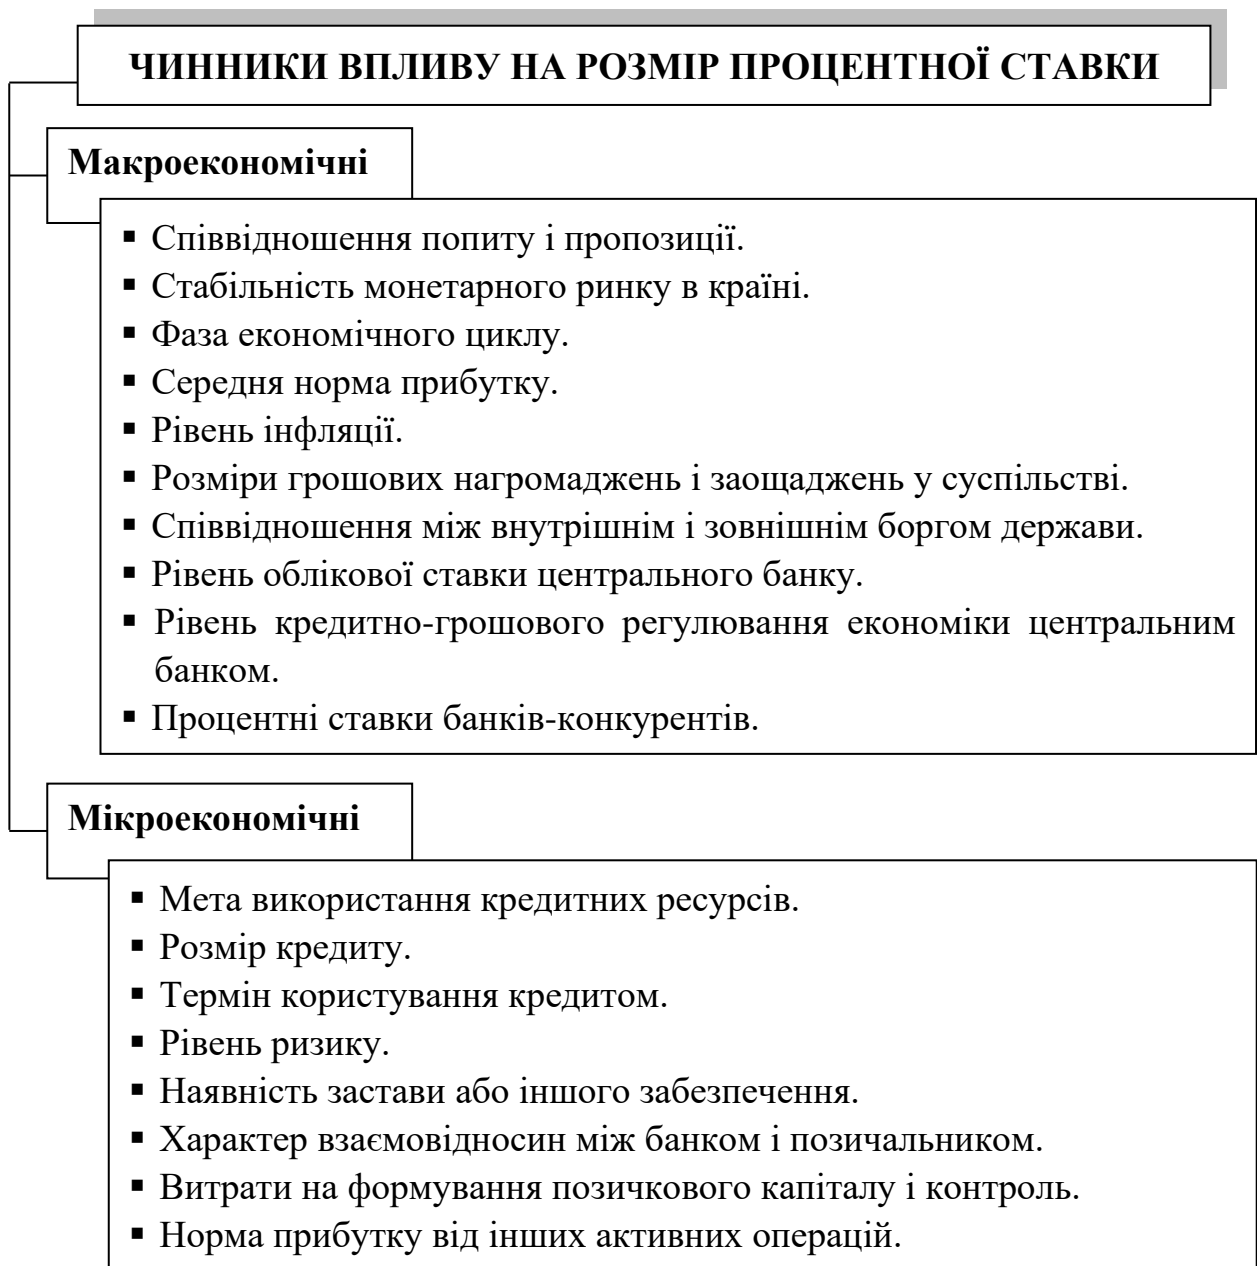 ЧИННИКИ ВПЛИВУ НА РОЗМІР ПРОЦЕНТНОЇ СТАВКИ
Макроекономічні
▪ Співвідношення попиту і пропозиції.
▪ Стабільність монетарного ринку в країні.
▪ Фаза економічного циклу.
▪ Середня норма прибутку.
▪ Рівень інфляції.
▪ Розміри грошових нагромаджень і заощаджень у суспільстві.
▪ Співвідношення між внутрішнім і зовнішнім боргом держави.
▪ Рівень облікової ставки центрального банку.
▪ Рівень кредитно-грошового регулювання економіки центральним
банком.
▪ Процентні ставки банків-конкурентів.
Мікроекономічні
▪ Мета використання кредитних ресурсів.
▪ Розмір кредиту.
▪ Термін користування кредитом.
▪ Рівень ризику.
▪ Наявність застави або іншого забезпечення.
▪ Характер взаємовідносин між банком і позичальником.
▪ Витрати на формування позичкового капіталу і контроль.
▪ Норма прибутку від інших активних операцій.